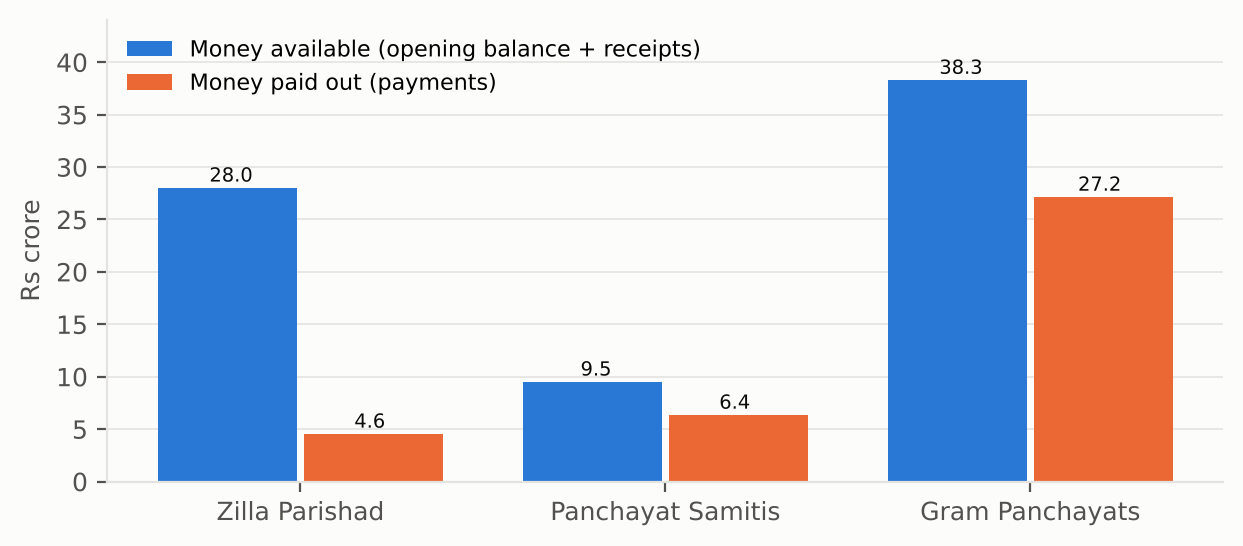 Money available (opening balance + receipts)
Money paid out (payments)
Rs crore
40
35
30
25
20
15
10
5
0
28.0
4.6
9.5
6.4
38.3
27.2
Zilla Parishad
Panchayat Samitis
Gram Panchayats